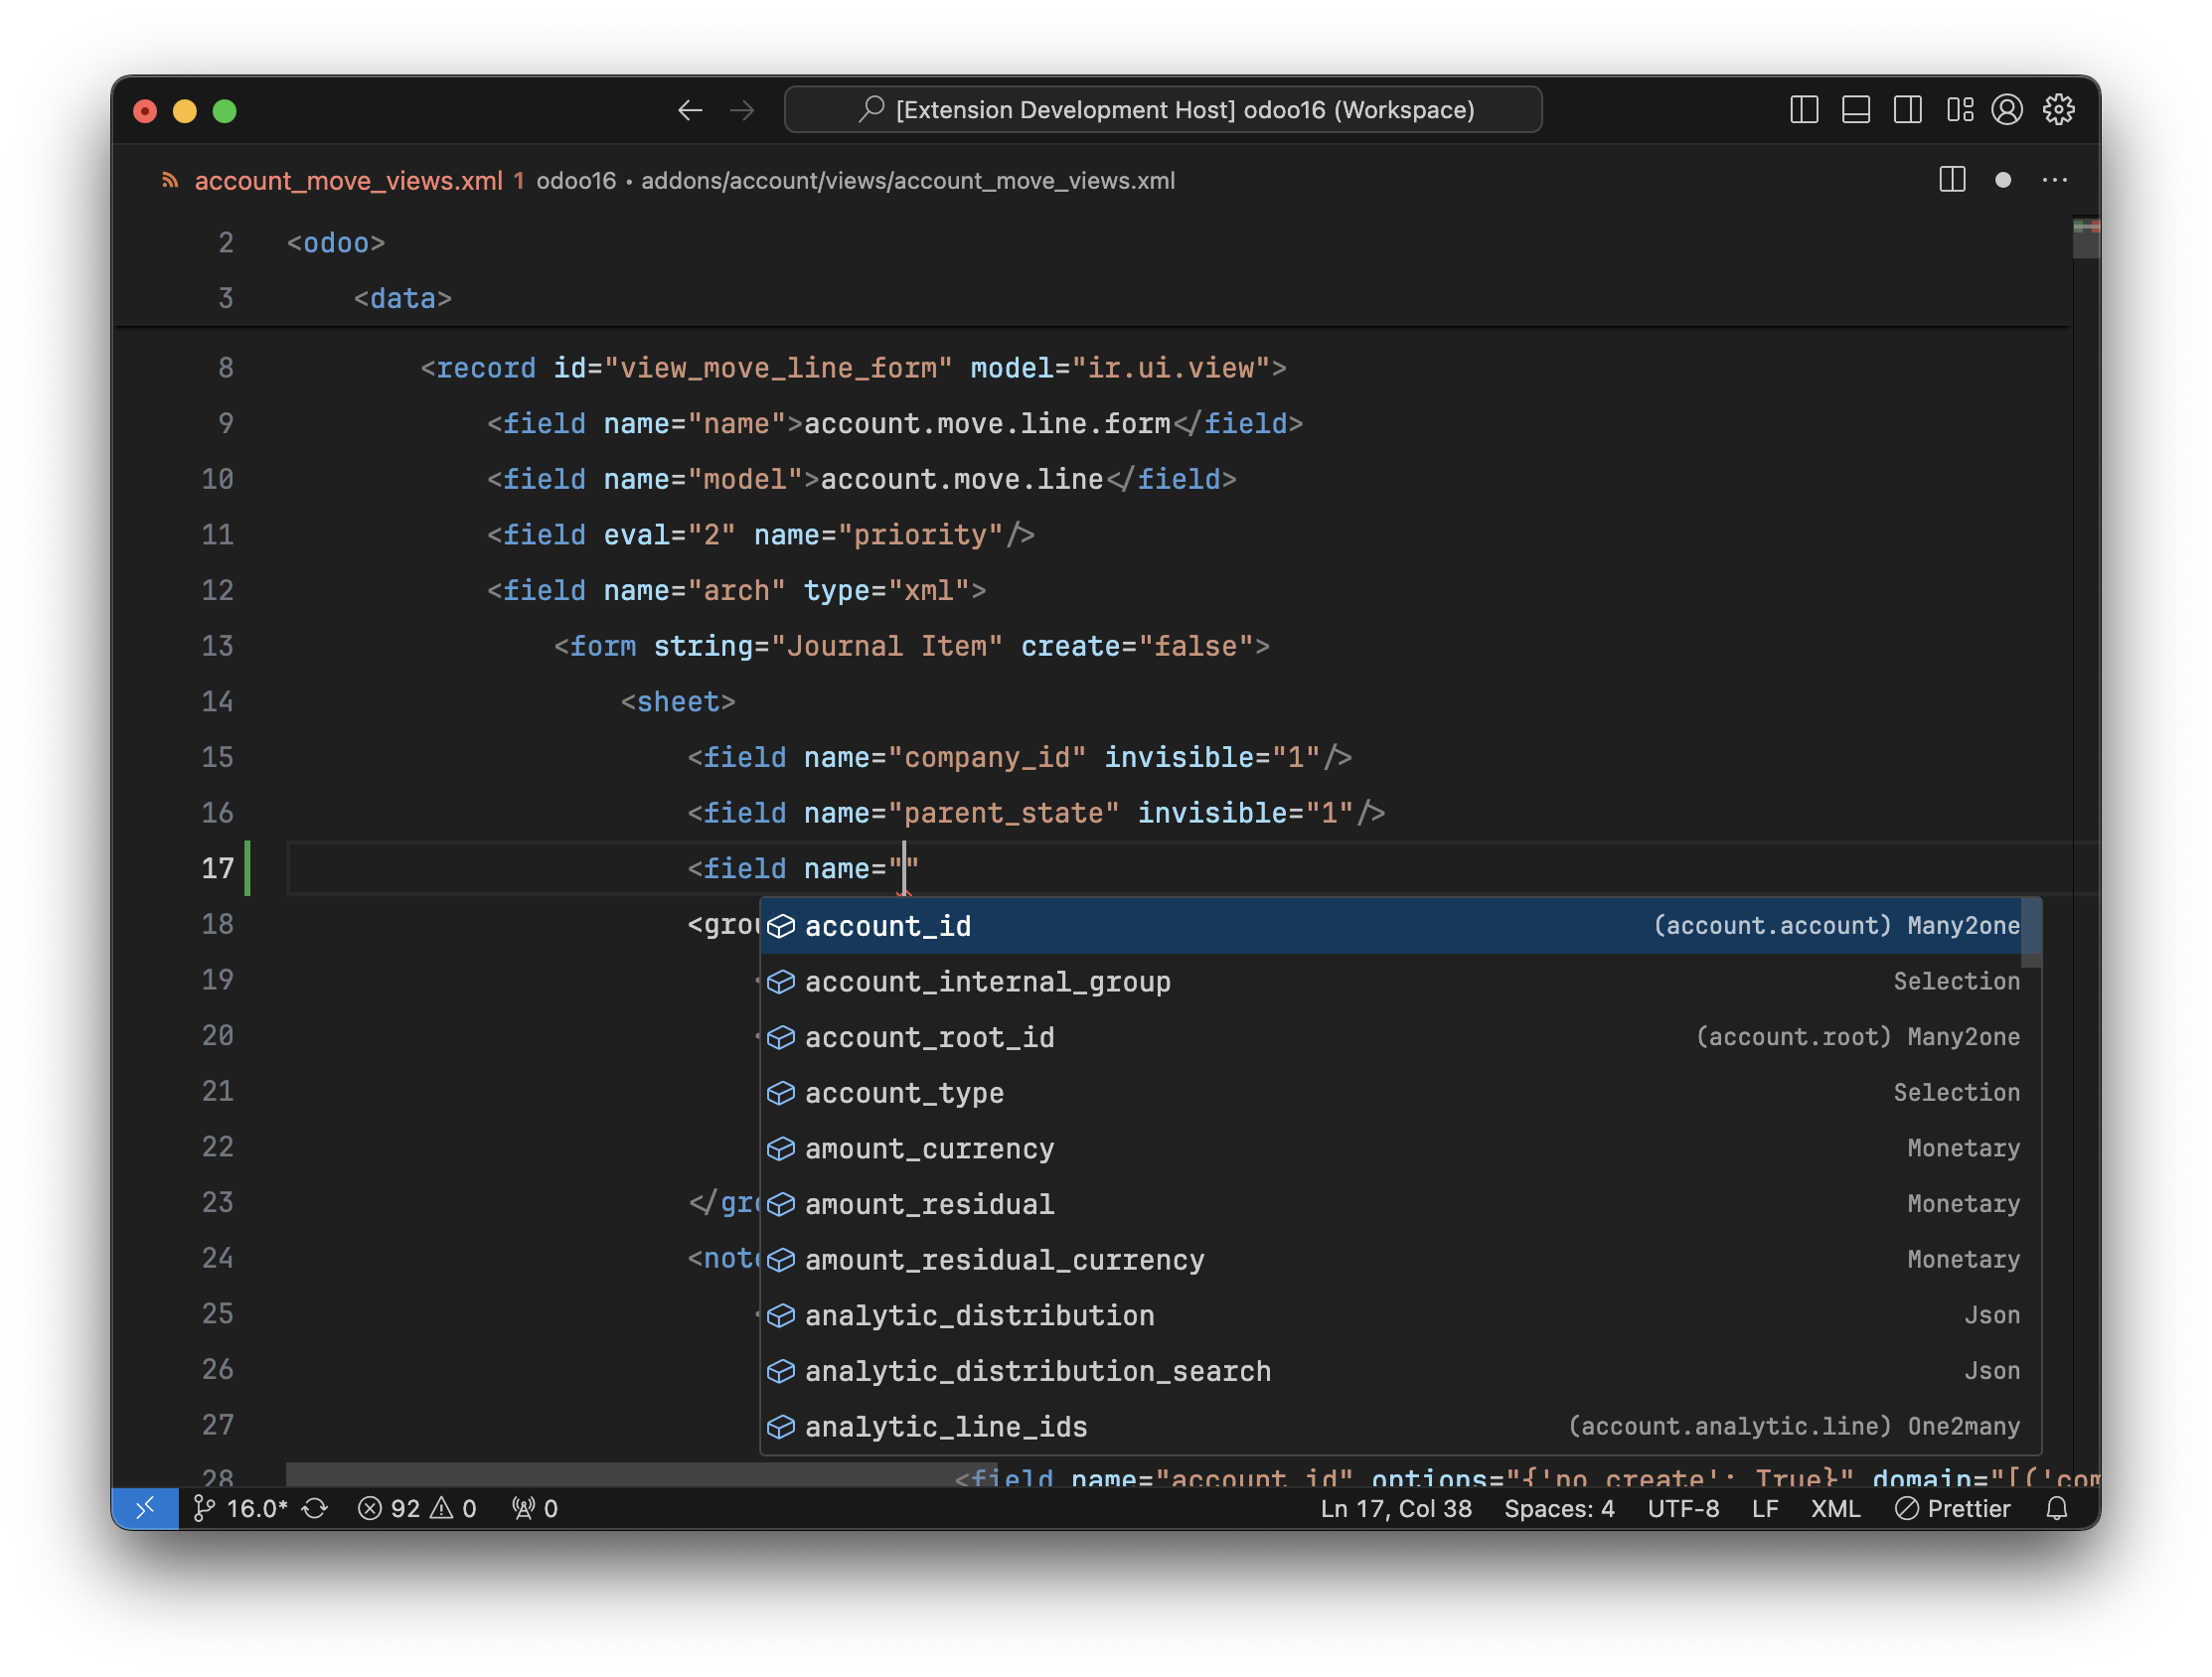 [Extension Development Host] odoo16 (Workspace)
account_move_views.xml 1 odoo16 • addons/account/views/account_move_views.xml
2 <odoo>
3 <data>
8 <record id="view_move_line_form" model="ir.ui.view">
9 <field name="name">account.move.line.form</field>
10 <field name="model">account.move.line</field>
11 <field eval="2" name="priority"/>
12 <field name="arch" type="xml">
13 <form string="Journal Item" create="false">
14 <sheet>
15 <field name="company_id" invisible="1"/>
16 <field name="parent_state" invisible="1"/>
17 <field name=""
18 <grou
account_id (account.account) Many2one
19
account_internal_group Selection
20
account_root_id (account.root) Many2one
21
account_type Selection
22
amount_currency Monetary
23 </gro
amount_residual Monetary
24 <note
amount_residual_currency Monetary
25
analytic_distribution Json
26
analytic_distribution_search Json
27
analytic_line_ids (account.analytic.line) One2many
28 <field name="account_id" options="{'no_create': True}" domain="[('com
16.0* 92 0 0 Ln 17, Col 38 Spaces: 4 UTF-8 LF XML Prettier